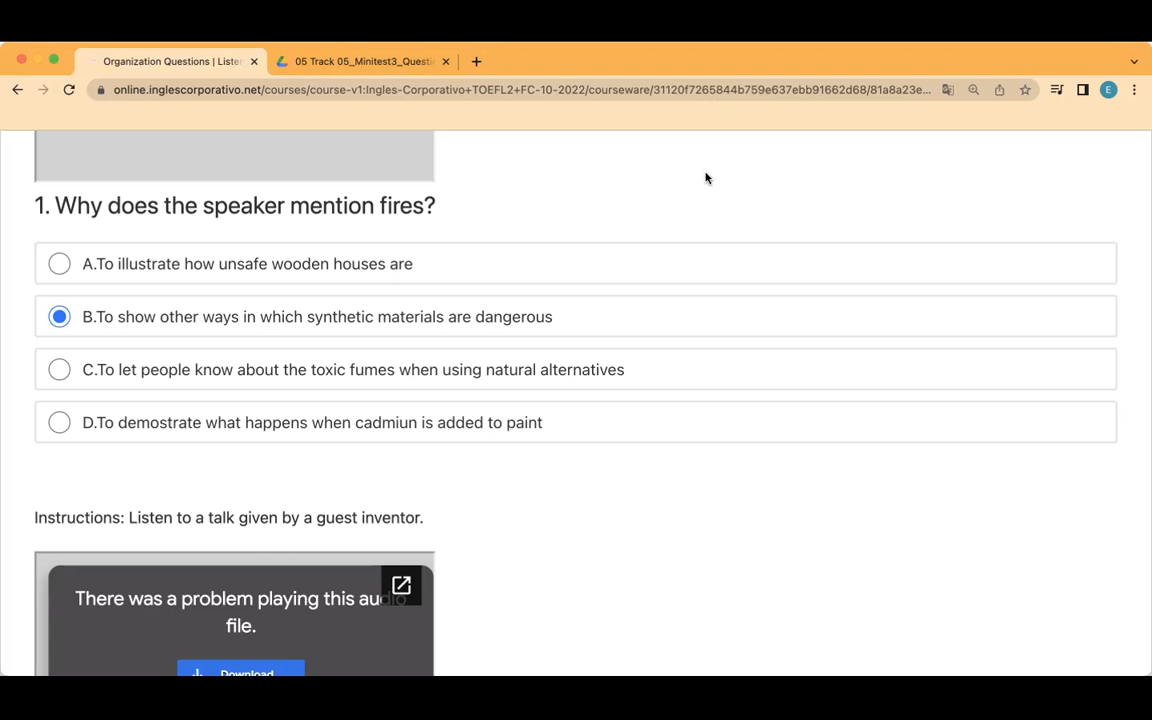 Organization Questions | Listen
05 Track 05_Minitest3_Questi
online.inglescorporativo.net/courses/course-v1:Ingles-Corporativo+TOEFL2+FC-10-2022/courseware/31120f7265844b759e637ebb91662d68/81a8a23e...
E
1. Why does the speaker mention fires?
A.To illustrate how unsafe wooden houses are
B.To show other ways in which synthetic materials are dangerous
C.To let people know about the toxic fumes when using natural alternatives
D.To demostrate what happens when cadmiun is added to paint
Instructions: Listen to a talk given by a guest inventor.
There was a problem playing this audio
file.
Download